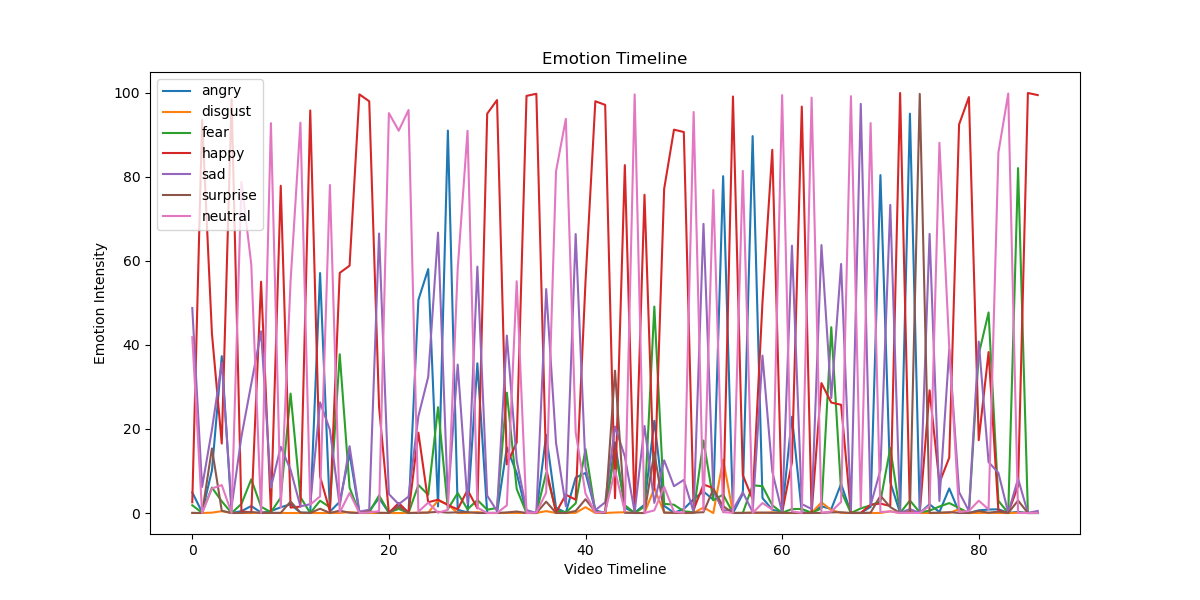 Emotion Timeline
100
80
60
40
20
0
Emotion Intensity
angry
disgust
fear
happy
sad
surprise
neutral
0
20
40
60
80
Video Timeline